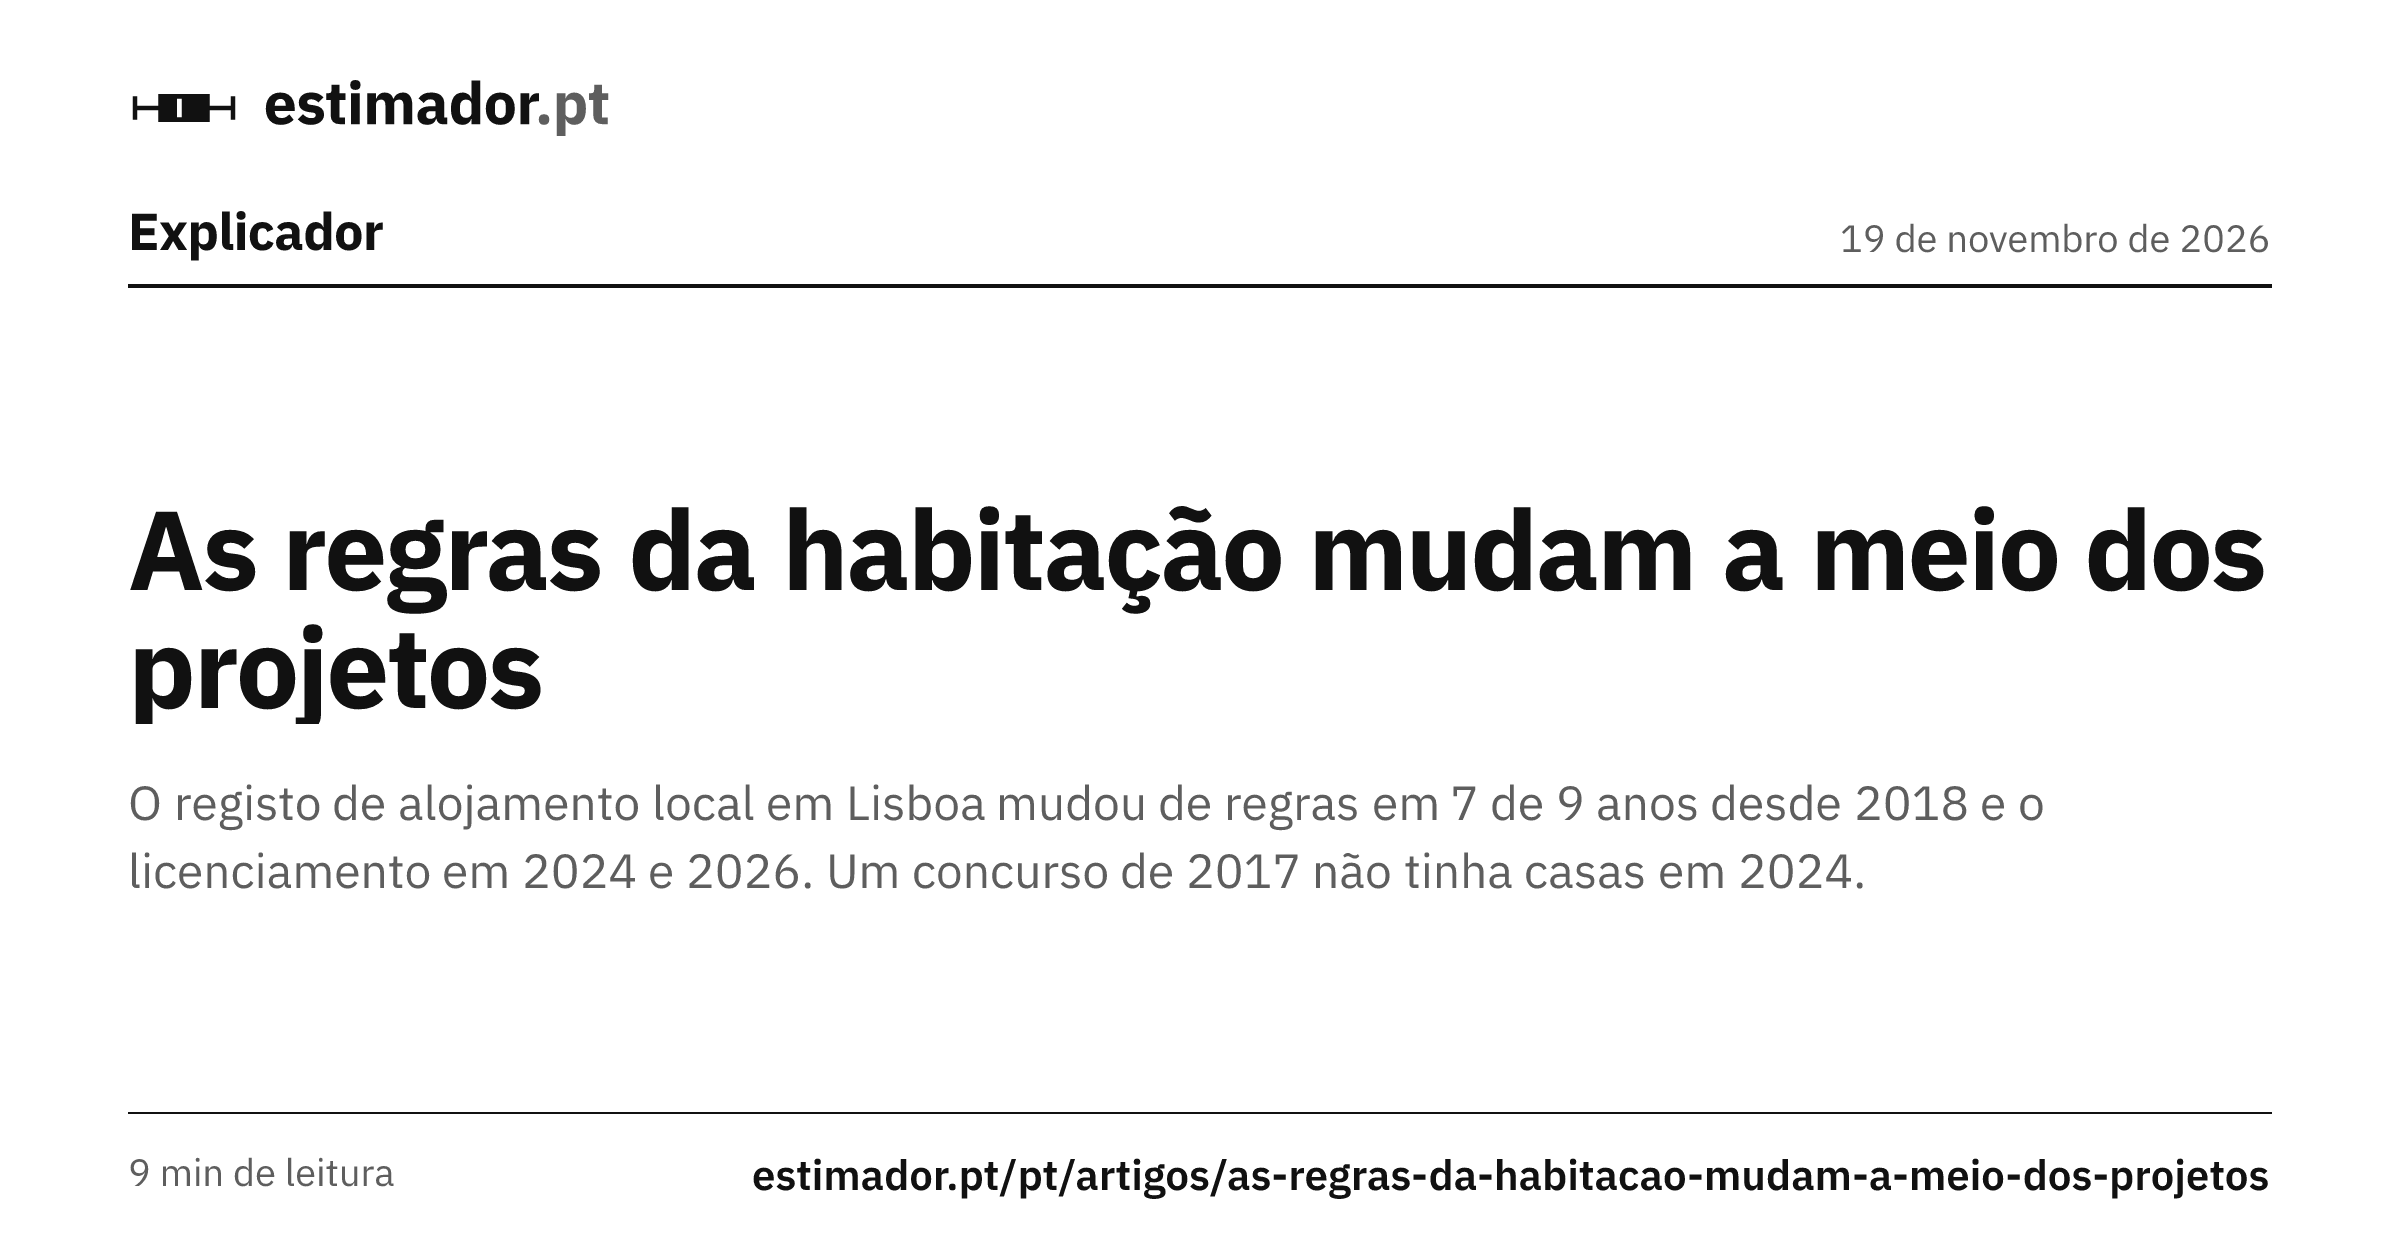 estimador.pt
Explicador
19 de novembro de 2026
As regras da habitação mudam a meio dos
projetos
O registo de alojamento local em Lisboa mudou de regras em 7 de 9 anos desde 2018 e o
licenciamento em 2024 e 2026. Um concurso de 2017 não tinha casas em 2024.
9 min de leitura
estimador.pt/pt/artigos/as-regras-da-habitacao-mudam-a-meio-dos-projetos